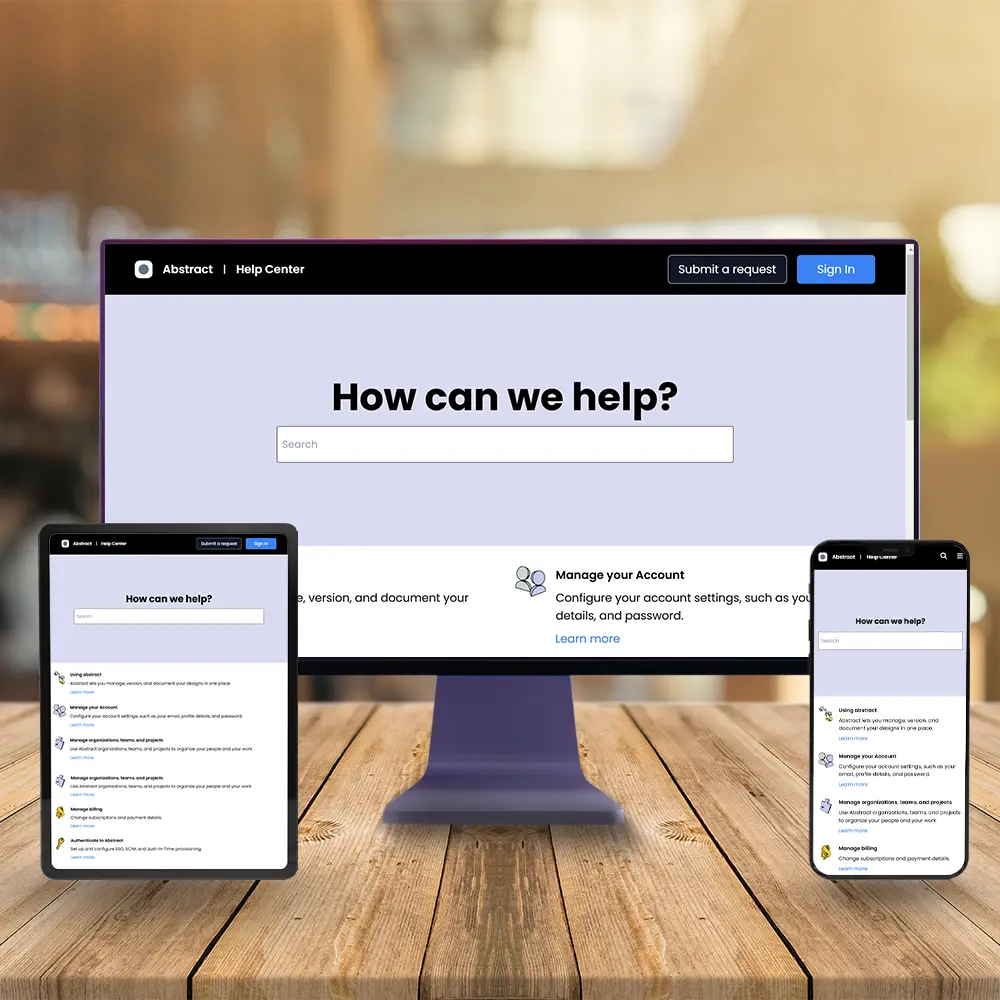 Abstract | Help Center
Submit a request
Sign In
How can we help?
Search
e, version, and document your
Manage your Account
Configure your account settings, such as you
details, and password.
Learn more
Abstract | Help Center
Submit a request
Sign In
How can we help?
Search
Using abstract
Abstract lets you manage, version, and document your designs in one place.
Learn more
Manage your Account
Configure your account settings, such as your email, profile details, and password.
Learn more
Manage organizations, teams, and projects
Use Abstract organizations, teams, and projects to organize your people and your work
Learn more
Manage organizations, teams, and projects
Use Abstract organizations, teams, and projects to organize your people and your work
Learn more
Manage billing
Change subscriptions and payment details.
Learn more
Authenticate to Abstract
Set up and configure SSO, SCIM, and Just-in-Time provisioning.
Learn more
Abstract | Help Center
How can we help?
Search
Using abstract
Abstract lets you manage, version, and
document your designs in one place.
Learn more
Manage your Account
Configure your account settings, such as your
email, profile details, and password.
Learn more
Manage organizations, teams, and projects
Use Abstract organizations, teams, and projects
to organize your people and your work
Learn more
Manage billing
Change subscriptions and payment details.
Learn more